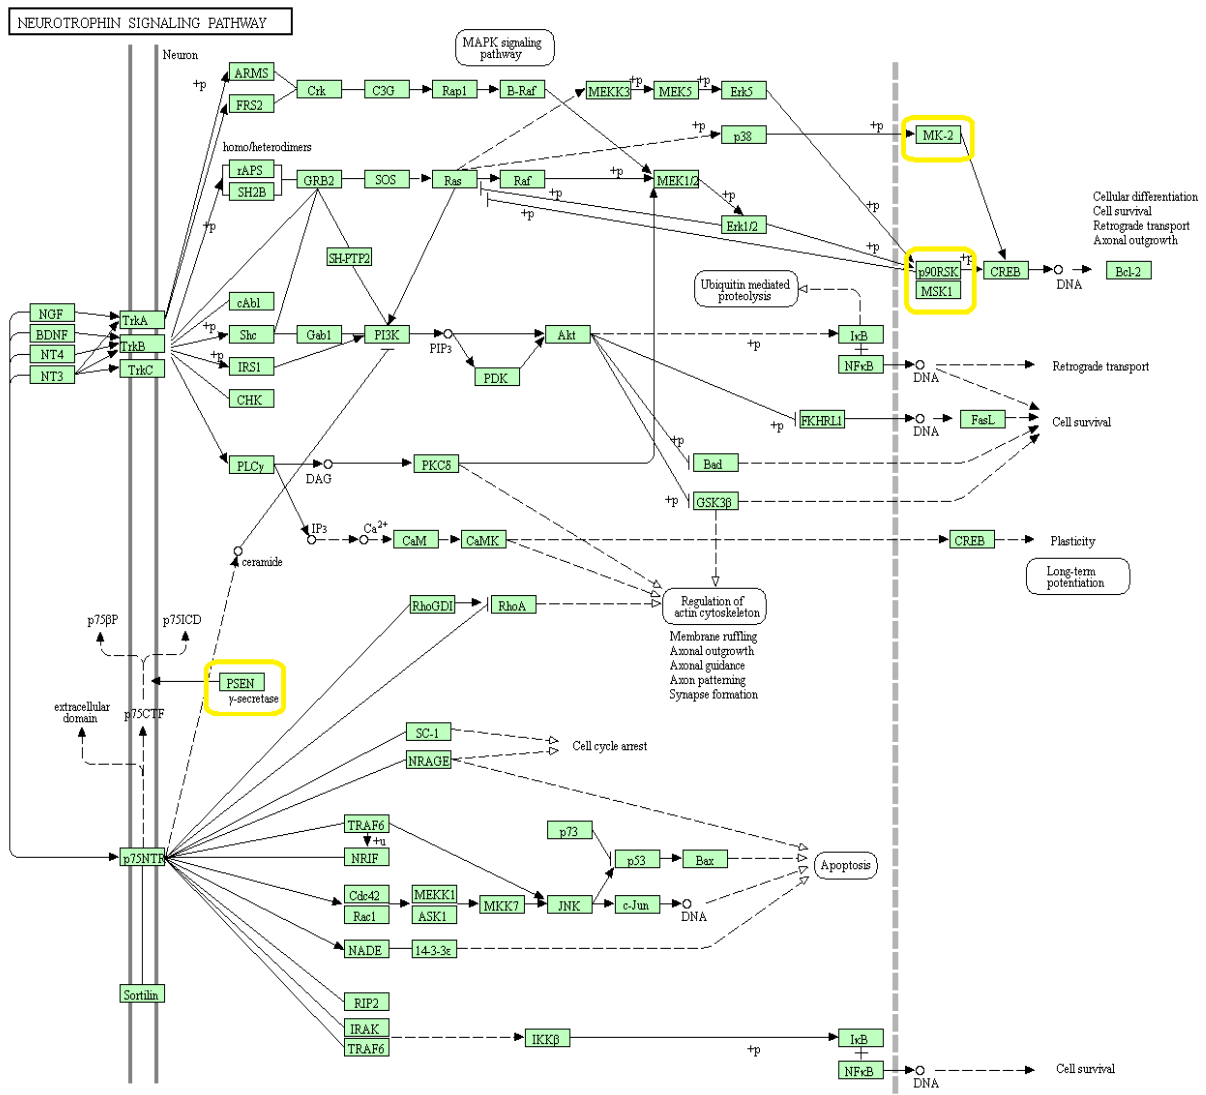 NEUROTROPHIN SIGNALING PATHWAY
Neuron
MAPK signaling
pathway
+p
ARMS
FRS2
Crk
C3G
Rap1
B-Raf
MEKK3
+p
MEK5
+p
Erk5
+p
p38
+p
MK-2
homo/heterodimers
rAPS
SH2B
+p
GRB2
SOS
Ras
Raf
+p
MEK1/2
+p
+p
+p
Erk1/2
+p
+p
SH-PTP2
p90RSK
MSK1
+p
CREB
DNA
Bcl-2
Cellular differentiation
Cell survival
Retrograde transport
Axonal outgrowth
Ubiquitin mediated
proteolysis
NGF
BDNF
NT4
NT3
TrkA
TrkB
TrkC
cAbl
+p
Shc
+p
IRS1
CHK
Gab1
PI3K
PIP3
PDK
Akt
+p
IκB
NFκB
DNA
Retrograde transport
+p
FKHRL1
DNA
FasL
Cell survival
+p
Bad
+p
GSK3β
PLCγ
DAG
PKCδ
IP3
Ca2+
CaM
CaMK
CREB
Plasticity
Long-term
potentiation
ceramide
RhoGDI
RhoA
Regulation of
actin cytoskeleton
Membrane ruffling
Axonal outgrowth
Axonal guidance
Axon patterning
Synapse formation
p75βP
p75ICD
PSEN
γ-secretase
extracellular
domain
p75CTF
SC-1
NRAGE
Cell cycle arrest
TRAF6
+u
NRIF
p73
p53
Bax
Apoptosis
p75NTR
Cdc42
Rac1
MEKK1
ASK1
MKK7
JNK
c-Jun
DNA
NADE
14-3-3ε
Sortilin
RIP2
IRAK
TRAF6
IKKβ
+p
IκB
NFκB
DNA
Cell survival